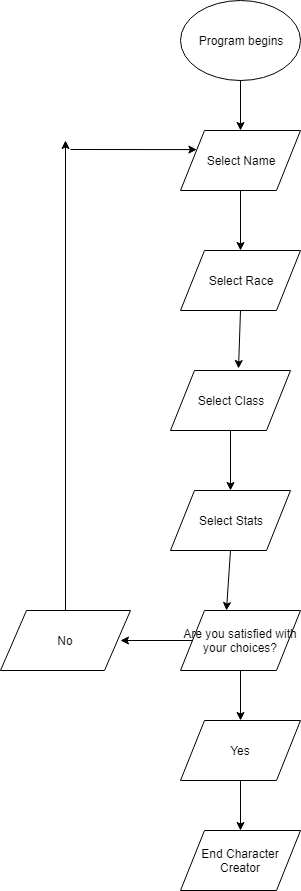 Program begins
Select Name
Select Race
Select Class
Select Stats
Are you satisfied with
your choices?
No
Yes
End Character
Creator